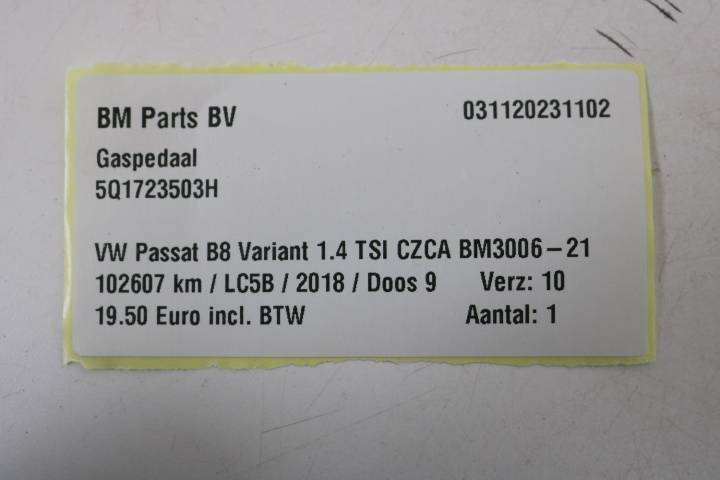 BM Parts BV 031120231102
Gaspedaal
5Q1723503H
VW Passat B8 Variant 1.4 TSI CZCA BM3006-21
102607 km / LC5B / 2018 / Doos 9 Verz: 10
19.50 Euro incl. BTW Aantal: 1